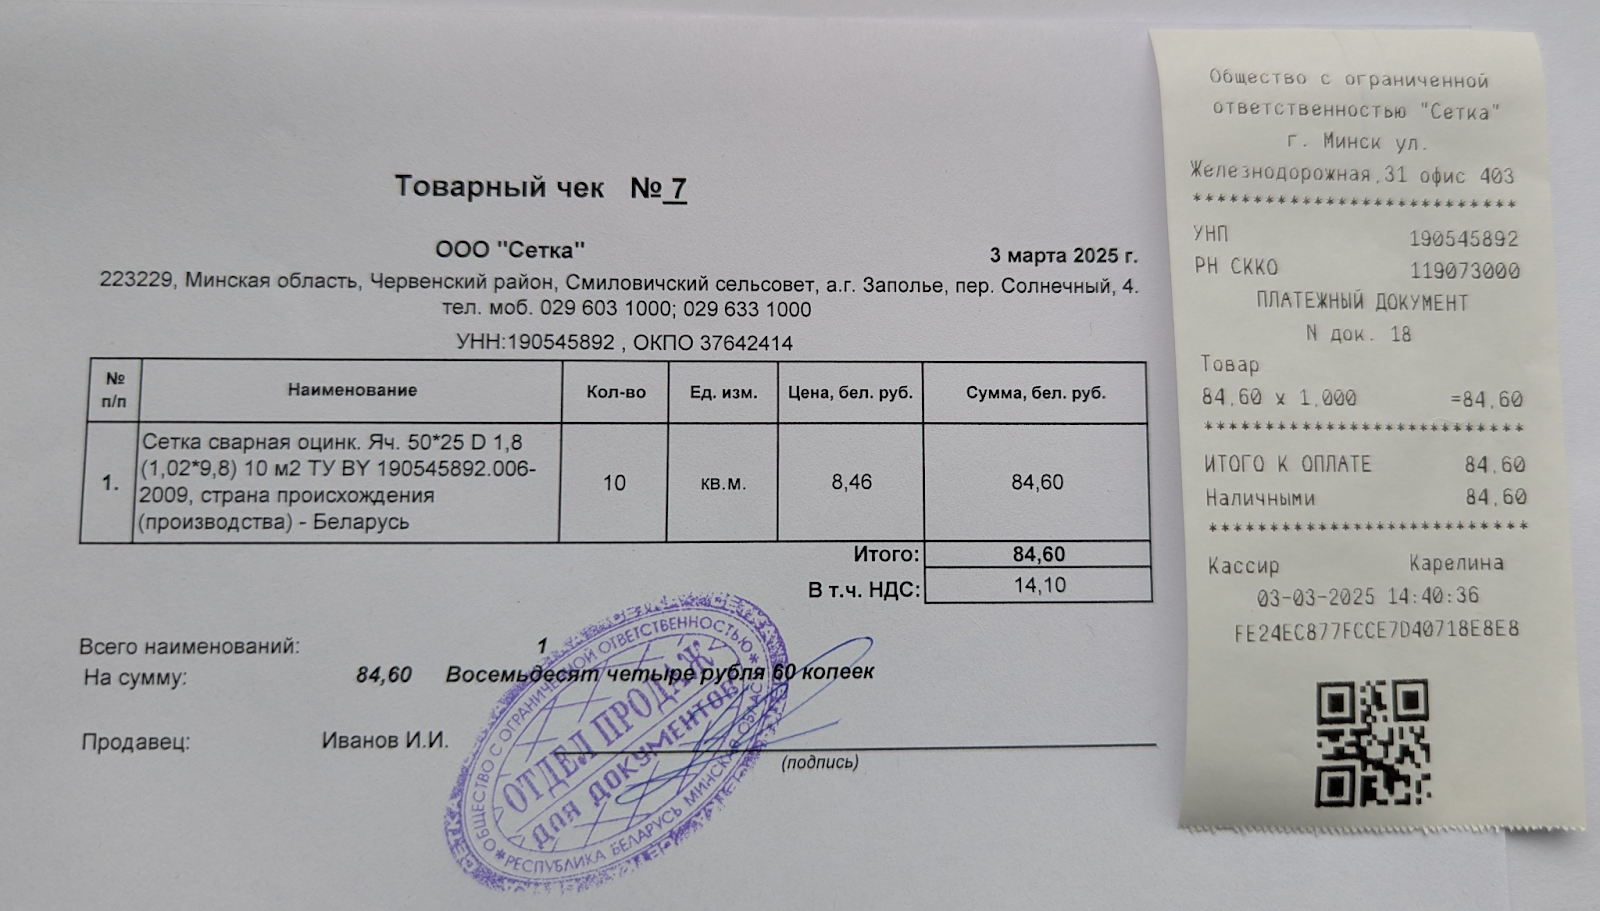 Товарный чек № 7
ООО "Сетка"
3 марта 2025 г.
223229, Минская область, Червенский район, Смиловичский сельсовет, а.г. Заполье, пер. Солнечный, 4.
тел. моб. 029 603 1000; 029 633 1000
УНН:190545892 , ОКПО 37642414
№ п/п Наименование Кол-во Ед. изм. Цена, бел. руб. Сумма, бел. руб.
Сетка сварная оцинк. Яч. 50*25 D 1,8
(1,02*9,8) 10 м2 ТУ BY 190545892.006-
1. 2009, страна происхождения 10 кв.м. 8,46 84,60
(производства) - Беларусь
Итого: 84,60
В т.ч. НДС: 14,10
Всего наименований: 1
На сумму: 84,60 Восемьдесят четыре рубля 60 копеек
Продавец: Иванов И.И.
(подпись)
ОБЩЕСТВО С ОГРАНИЧЕННОЙ ОТВЕТСТВЕННОСТЬЮ
ОТДЕЛ ПРОДАЖ
ДЛЯ ДОКУМЕНТОВ
РЕСПУБЛИКА БЕЛАРУСЬ МИНСКАЯ ОБЛАСТЬ
Общество с ограниченной
ответственностью "Сетка"
г. Минск ул.
Железнодорожная,31 офис 403
***************************
УНП 190545892
РН СККО 119073000
ПЛАТЕЖНЫЙ ДОКУМЕНТ
N док. 18
Товар
84.60 x 1.000 =84.60
***************************
ИТОГО К ОПЛАТЕ 84.60
Наличными 84.60
***************************
Кассир Карелина
03-03-2025 14:40:36
FE24EC877FCCE7D40718E8E8